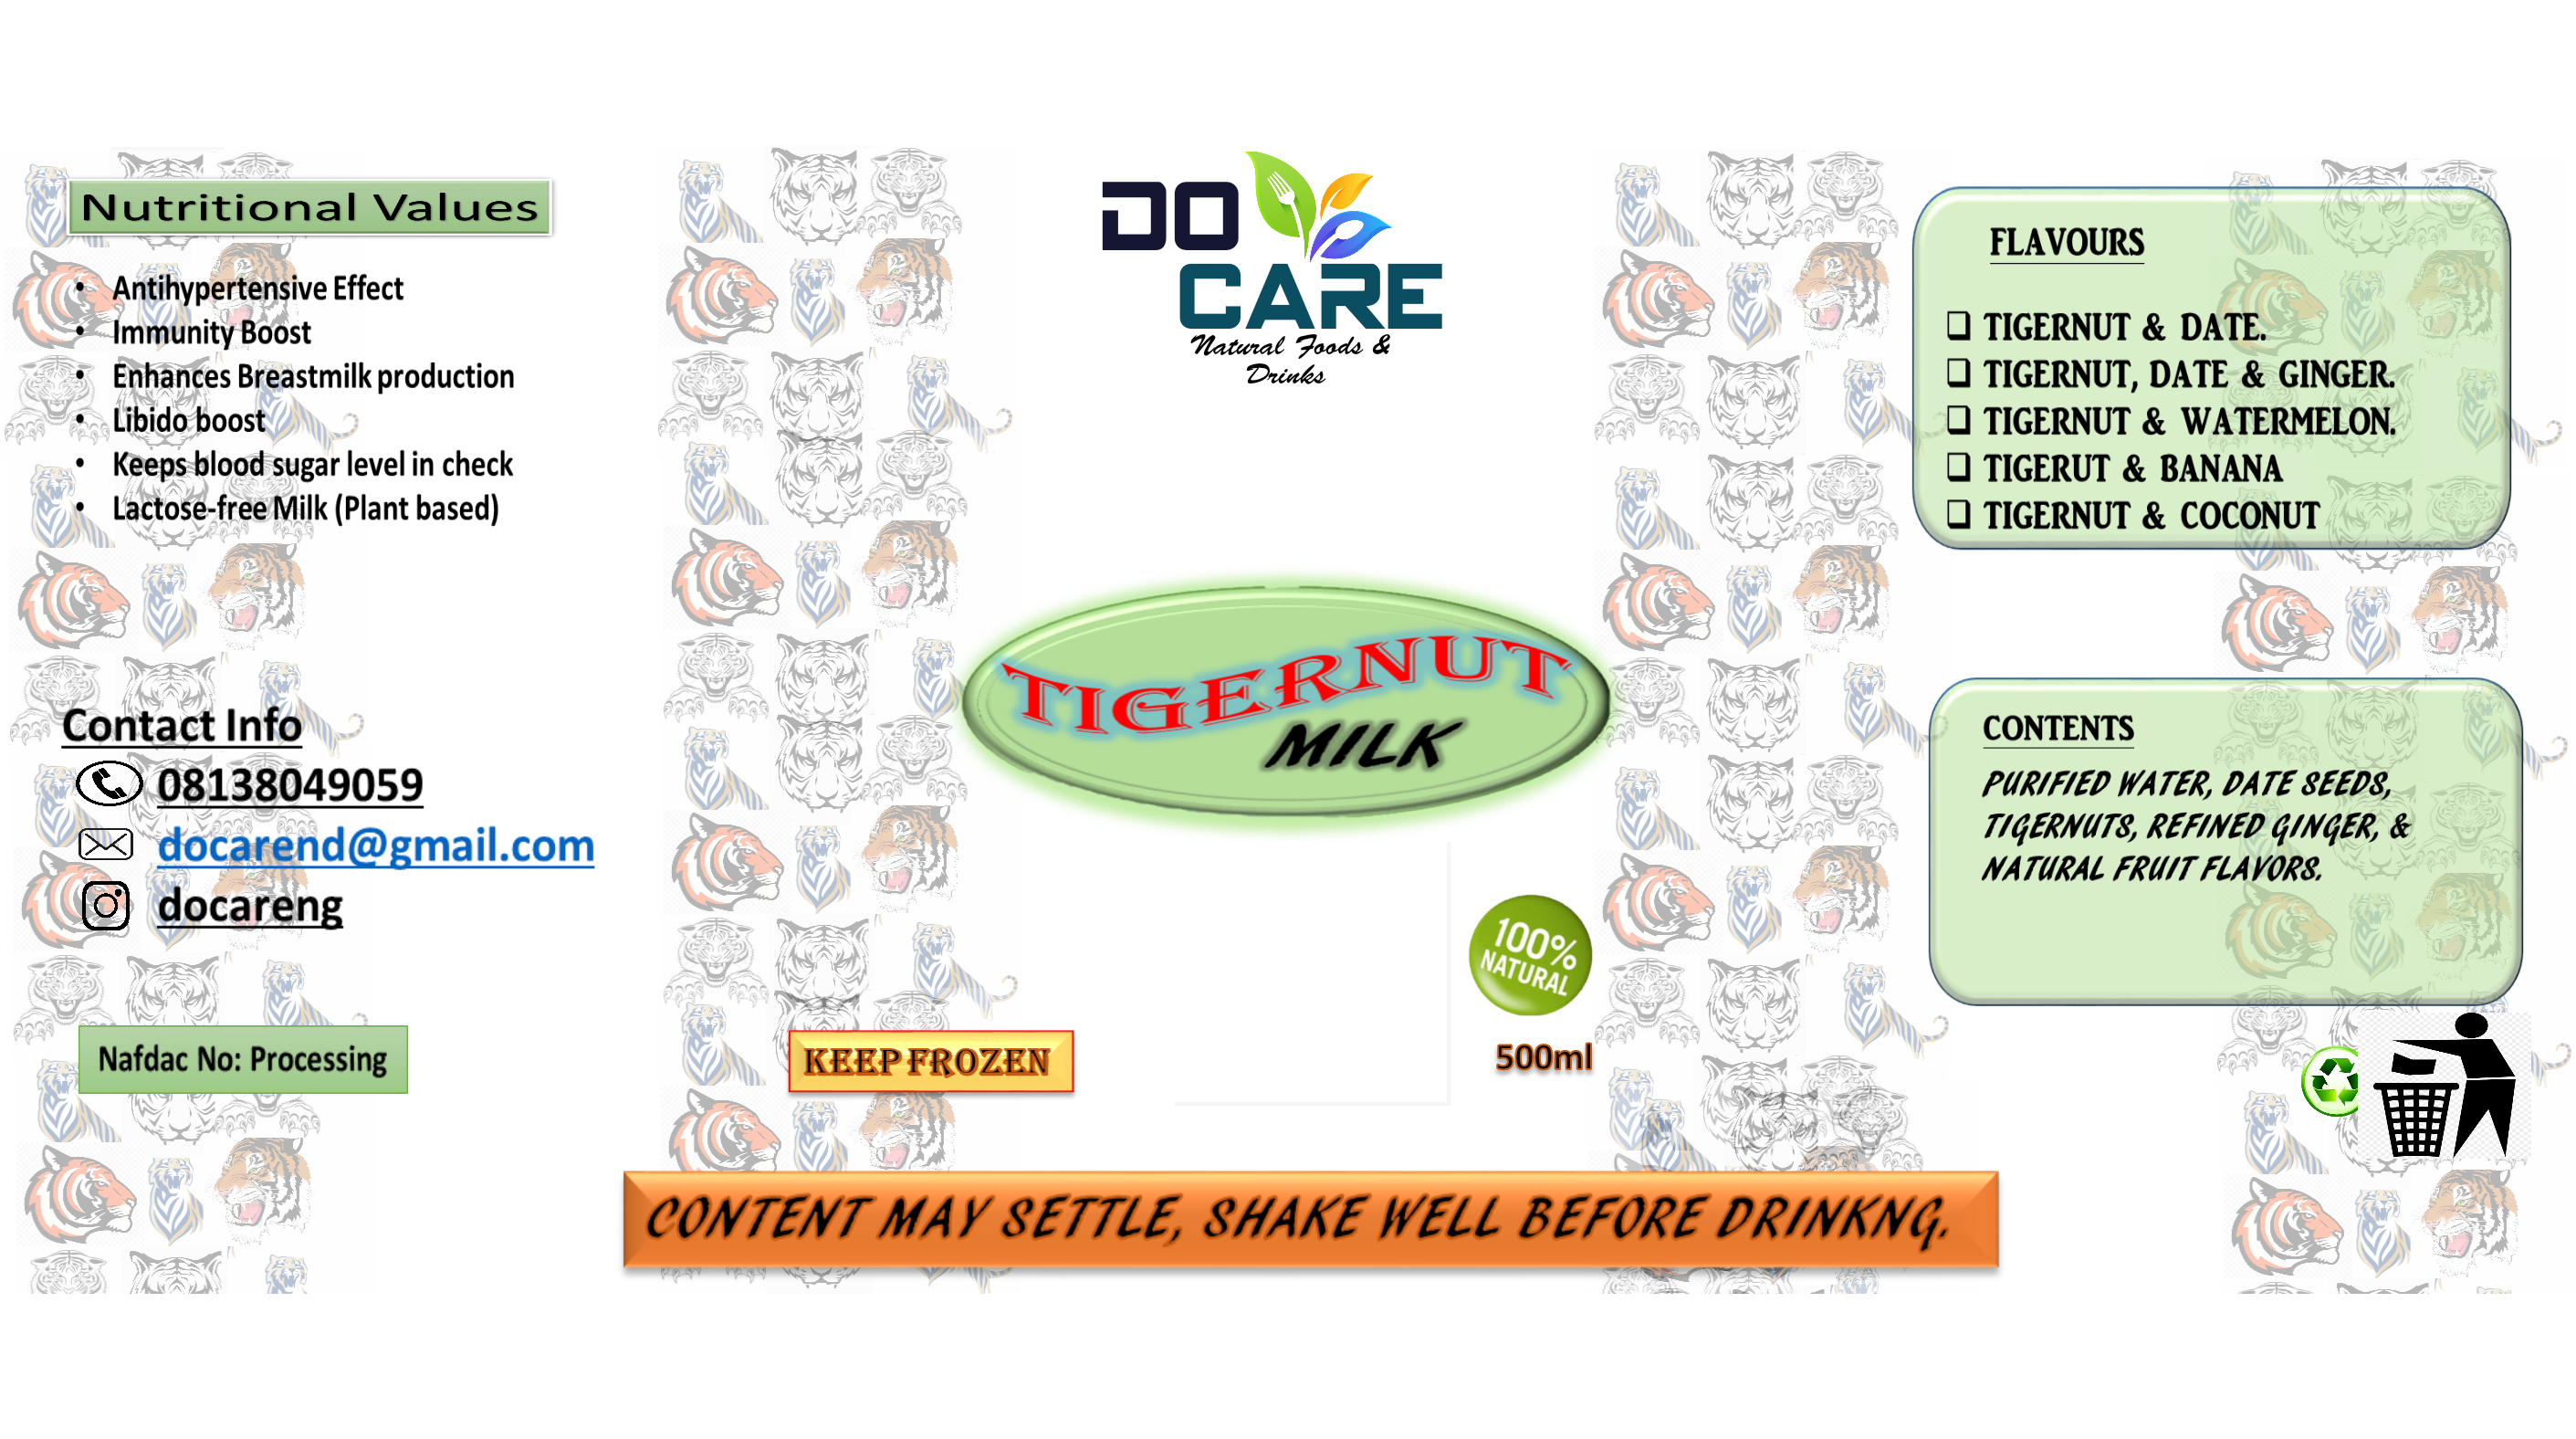 Nutritional Values
• Antihypertensive Effect
• Immunity Boost
• Enhances Breastmilk production
• Libido boost
• Keeps blood sugar level in check
• Lactose-free Milk (Plant based)
Contact Info
08138049059
docarend@gmail.com
docareng
Nafdac No: Processing
DO
CARE
Natural Foods &
Drinks
TIGERNUT
MILK
100%
NATURAL
KEEP FROZEN
500ml
CONTENT MAY SETTLE, SHAKE WELL BEFORE DRINKNG.
FLAVOURS
❑ TIGERNUT & DATE.
❑ TIGERNUT, DATE & GINGER.
❑ TIGERNUT & WATERMELON.
❑ TIGERUT & BANANA
❑ TIGERNUT & COCONUT
CONTENTS
PURIFIED WATER, DATE SEEDS,
TIGERNUTS, REFINED GINGER, &
NATURAL FRUIT FLAVORS.